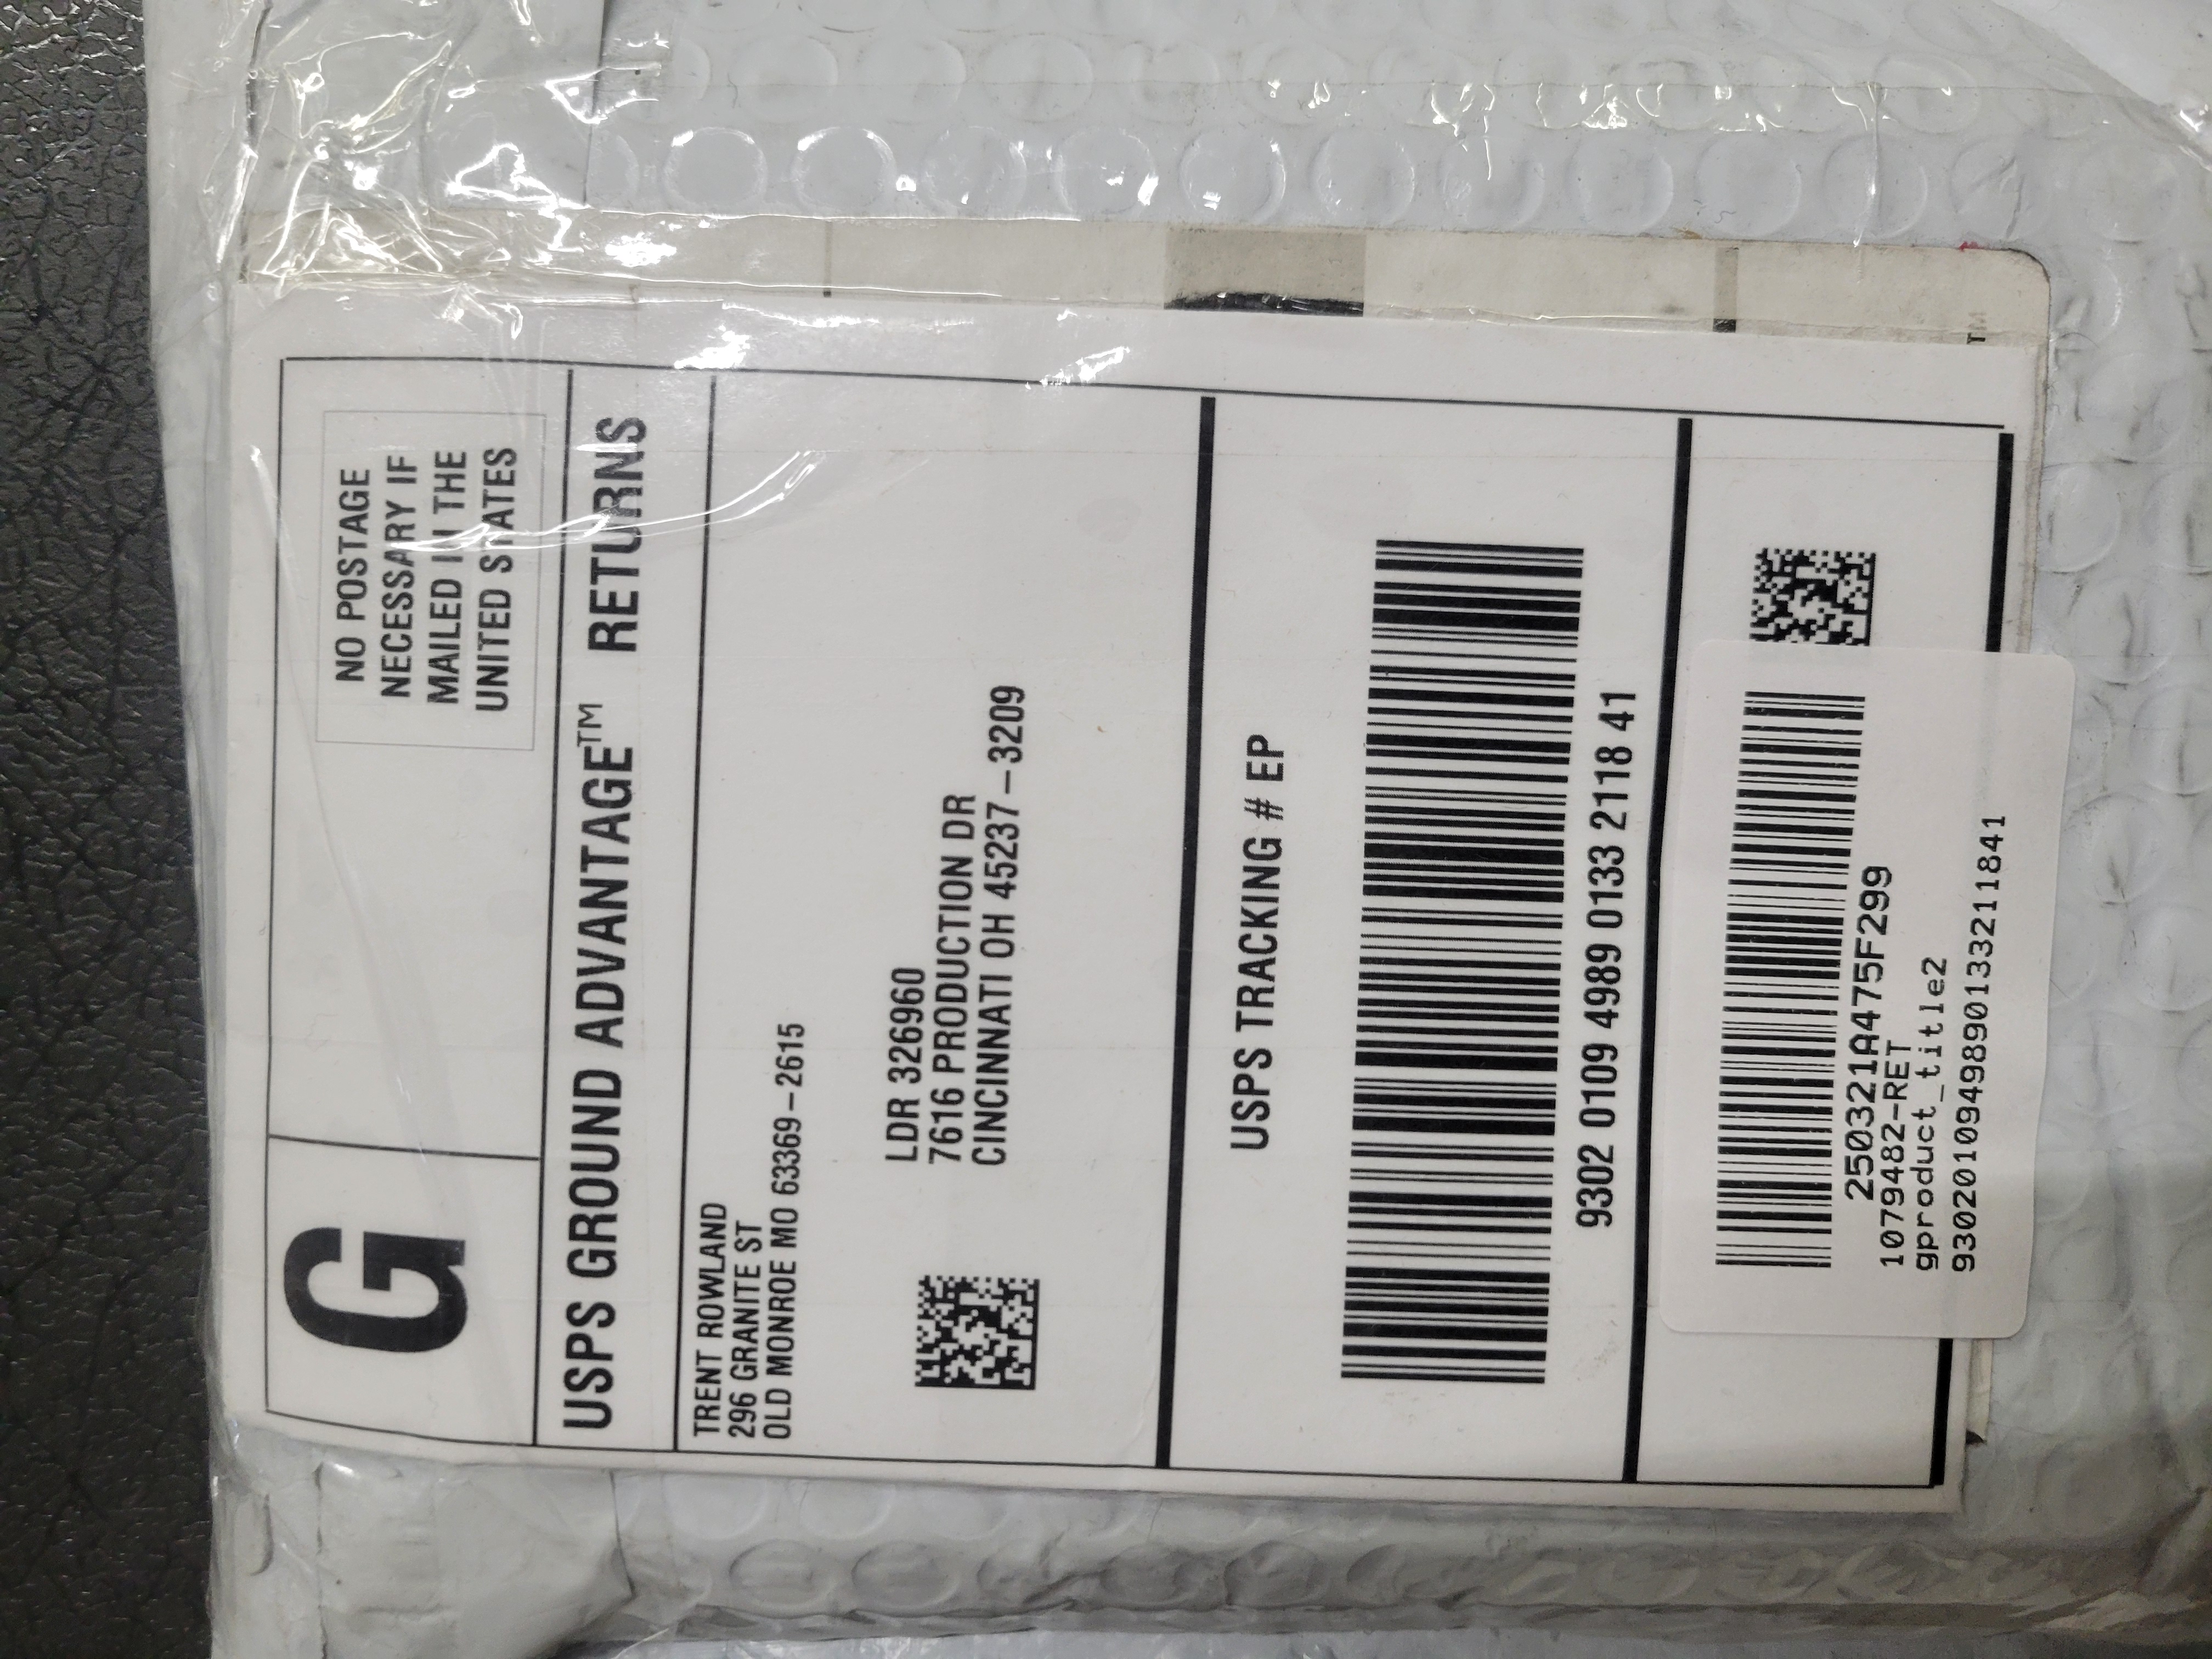 G
NO POSTAGE
NECESSARY IF
MAILED IN THE
UNITED STATES
USPS GROUND ADVANTAGE™ RETURNS
TRENT ROWLAND
296 GRANITE ST
OLD MONROE MO 63369-2615
LDR 326960
7616 PRODUCTION DR
CINCINNATI OH 45237-3209
USPS TRACKING # EP
9302 0109 4989 0133 2118 41
250321A475F299
1079482-RET
gproduct_title2
9302010949890133211841
TM